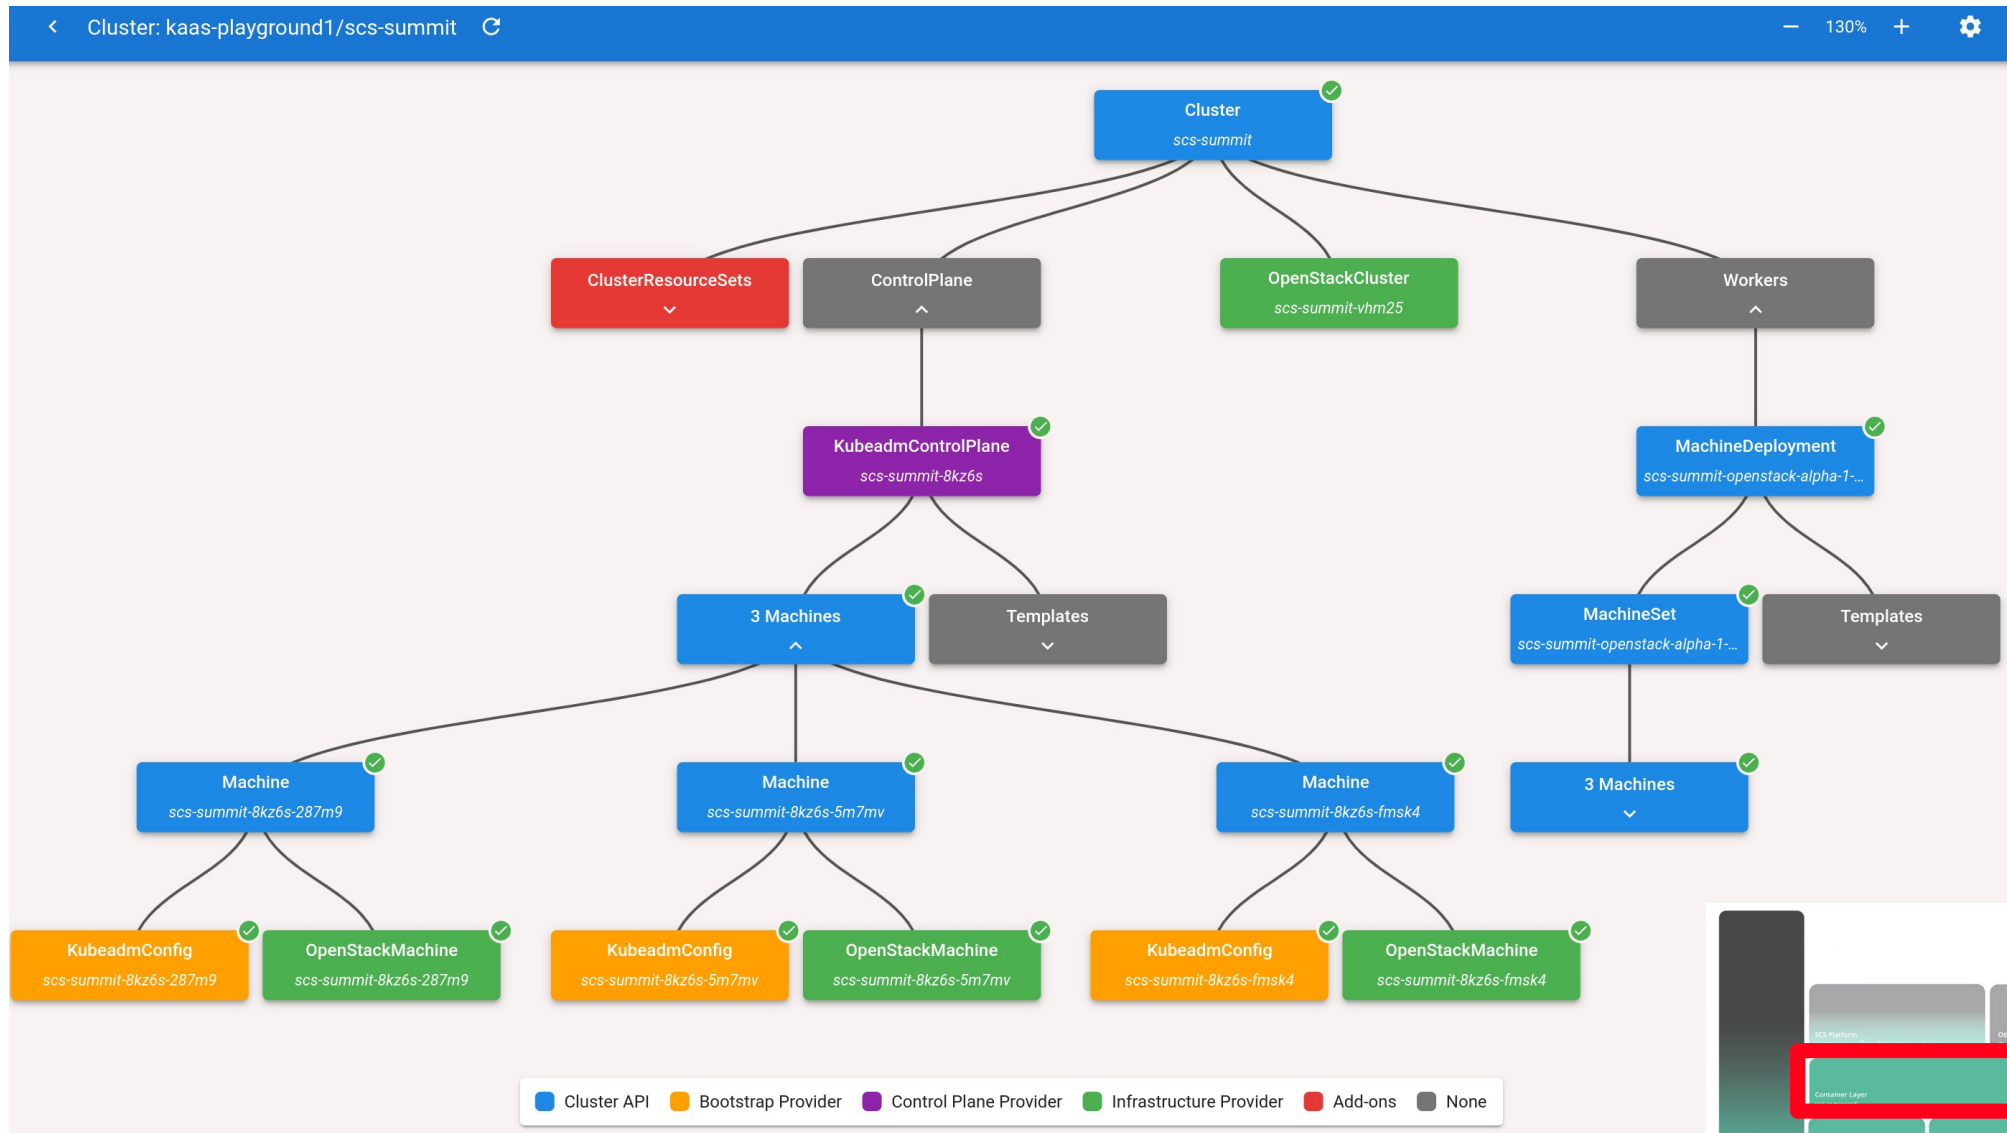 Cluster: kaas-playground1/scs-summit
130%
Cluster
scs-summit
ClusterResourceSets
ControlPlane
OpenStackCluster
scs-summit-vhm25
Workers
KubeadmControlPlane
scs-summit-8kz6s
MachineDeployment
scs-summit-openstack-alpha-1-...
3 Machines
Templates
MachineSet
scs-summit-openstack-alpha-1-...
Templates
Machine
scs-summit-8kz6s-287m9
Machine
scs-summit-8kz6s-5m7mv
Machine
scs-summit-8kz6s-fmsk4
3 Machines
KubeadmConfig
scs-summit-8kz6s-287m9
OpenStackMachine
scs-summit-8kz6s-287m9
KubeadmConfig
scs-summit-8kz6s-5m7mv
OpenStackMachine
scs-summit-8kz6s-5m7mv
KubeadmConfig
scs-summit-8kz6s-fmsk4
OpenStackMachine
scs-summit-8kz6s-fmsk4
SCS Platform
Container Layer
Cluster API
Bootstrap Provider
Control Plane Provider
Infrastructure Provider
Add-ons
None